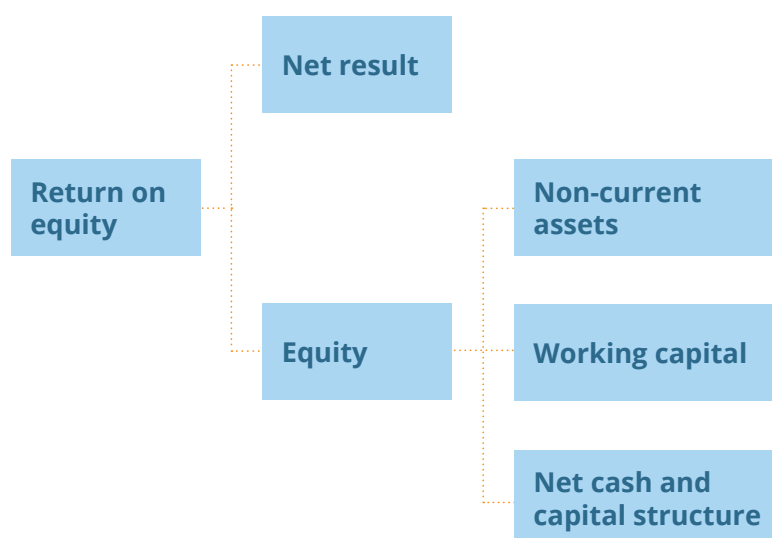 Net result
Return on
equity
Non-current
assets
Equity
Working capital
Net cash and
capital structure